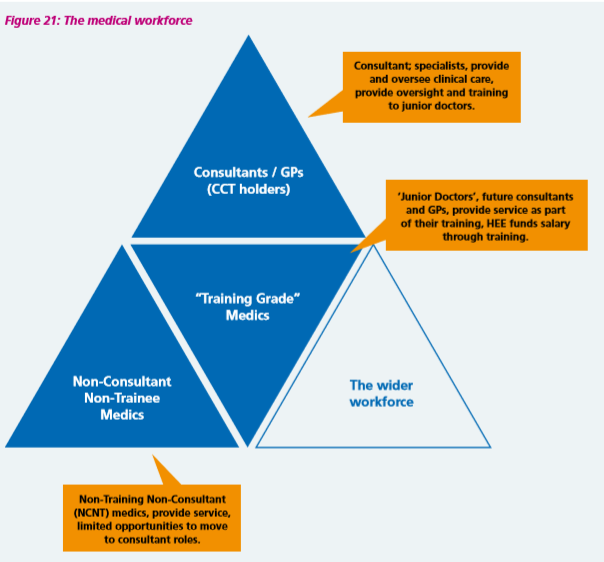 Figure 21: The medical workforce
Consultant; specialists, provide
and oversee clinical care,
provide oversight and training
to junior doctors.
Consultants / GPs
(CCT holders)
‘Junior Doctors’, future consultants
and GPs, provide service as part
of their training, HEE funds salary
through training.
“Training Grade”
Medics
Non-Consultant
Non-Trainee
Medics
The wider
workforce
Non-Training Non-Consultant
(NCNT) medics, provide service,
limited opportunities to move
to consultant roles.